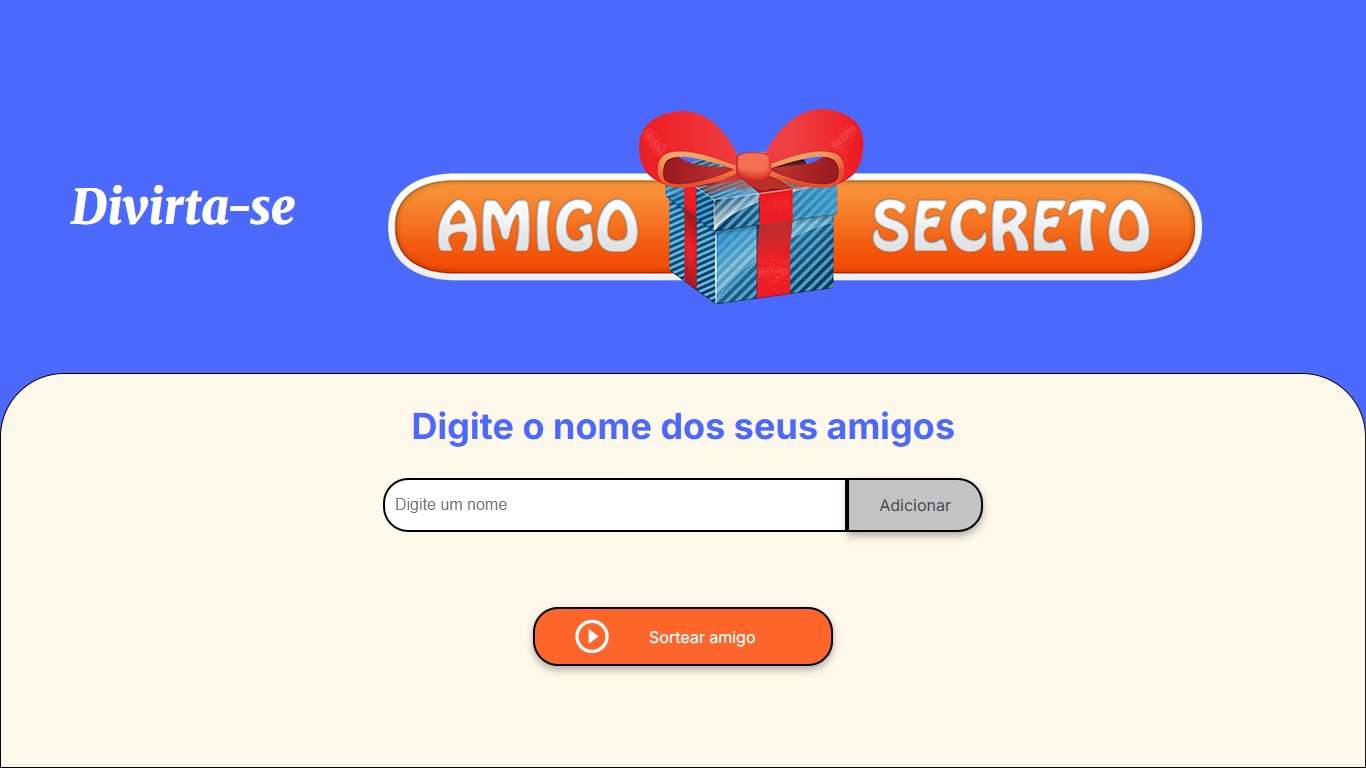 Divirta-se
AMIGO SECRETO
Digite o nome dos seus amigos
Digite um nome
Adicionar
Sortear amigo